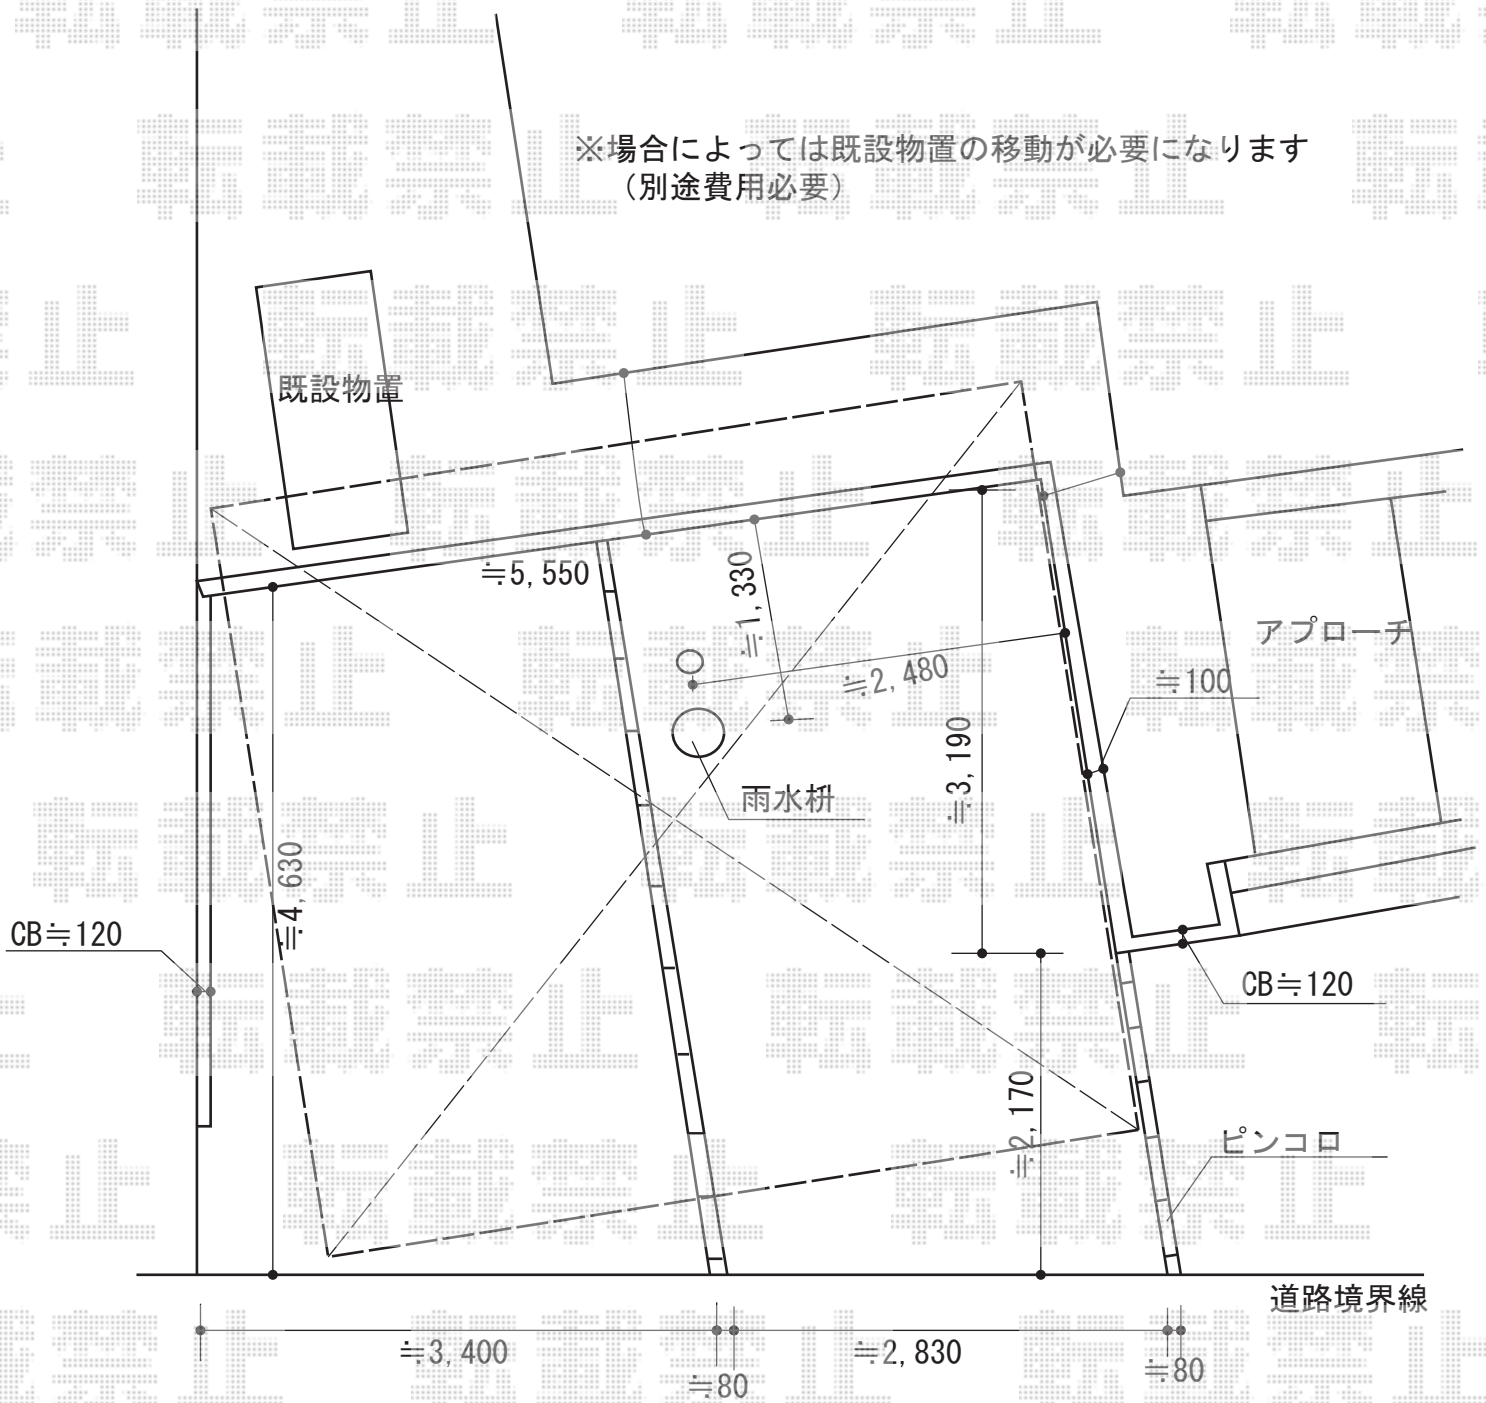 ※場合によっては既設物置の移動が必要になります
（別途費用必要）
既設物置
≒5,550
≒1,330
≒2,480
アプローチ
≒100
≒3,190
雨水枡
≒4,630
CB≒120
CB≒120
≒2,170
ピンコロ
道路境界線
≒3,400
≒2,830
≒80
≒80
転載禁止